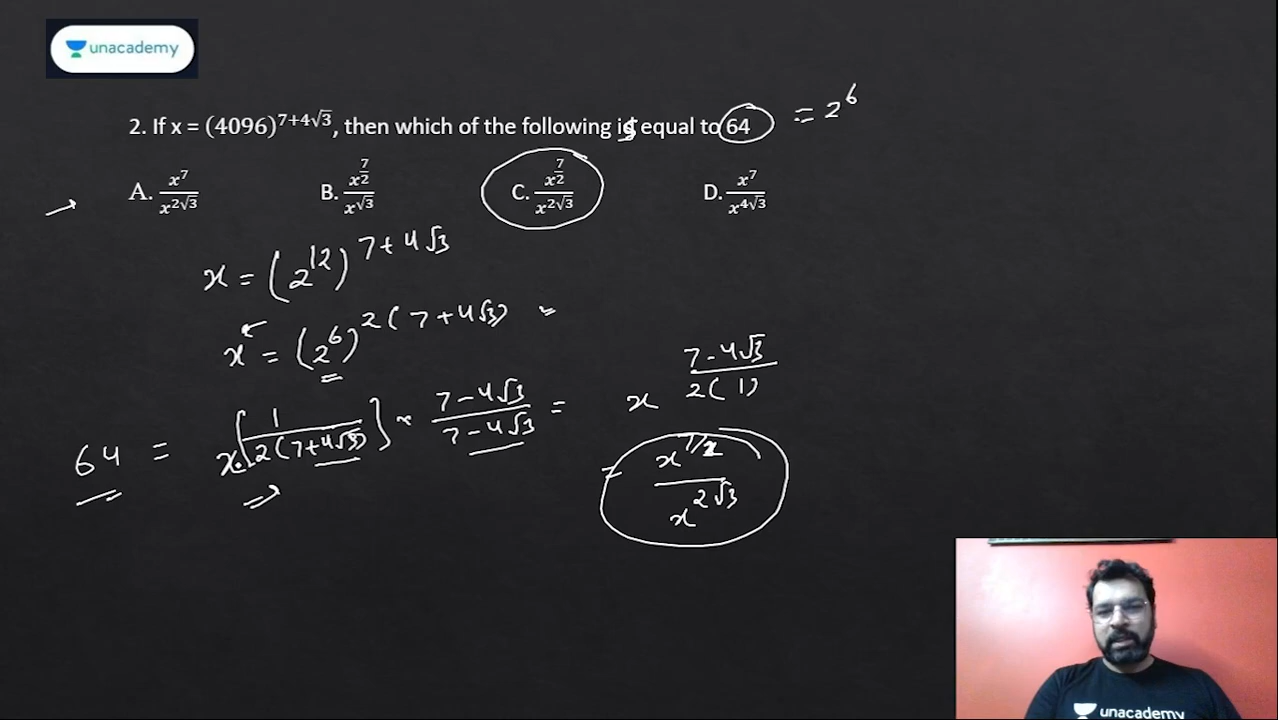 unacademy
2. If x = (4096)^{7+4√3}, then which of the following is equal to 64 = 2^6
A. x^7/x^{2√3} B. x^{7/2}/x^{√3} C. x^{7/2}/x^{2√3} D. x^7/x^{4√3}
x = (2^{12})^{7+4√3}
x = (2^6)^{2(7+4√3)} =
64 = x^{[1/2(7+4√3)] × (7-4√3)/(7-4√3)} = x^{(7-4√3)/2(1)}
= x^{7/2}/x^{2√3}
unacademy